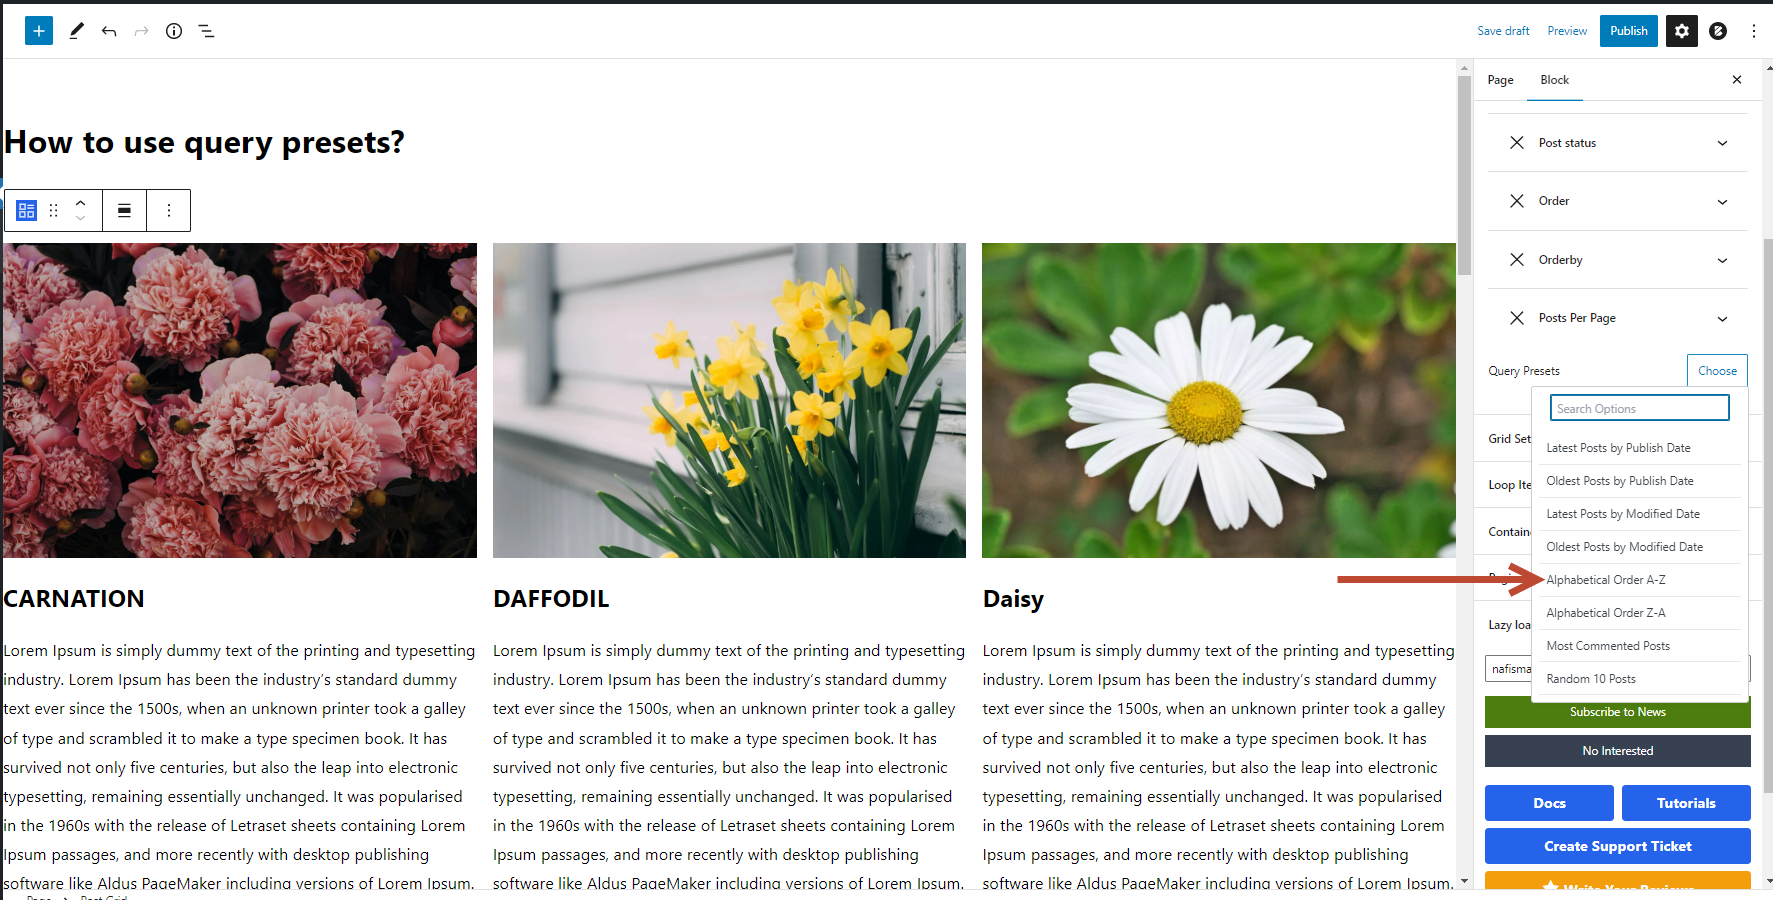 Save draft
Preview
Publish
Page
Block
How to use query presets?
Post status
Order
Orderby
Posts Per Page
Query Presets
Choose
Search Options
Latest Posts by Publish Date
Oldest Posts by Publish Date
Latest Posts by Modified Date
Oldest Posts by Modified Date
Alphabetical Order A-Z
Alphabetical Order Z-A
Most Commented Posts
Random 10 Posts
Grid Set
Loop Ite
Contain
Lazy loa
nafisma
Subscribe to News
No Interested
Docs
Tutorials
Create Support Ticket
Write Your Reviews
CARNATION
Lorem Ipsum is simply dummy text of the printing and typesetting
industry. Lorem Ipsum has been the industry’s standard dummy
text ever since the 1500s, when an unknown printer took a galley
of type and scrambled it to make a type specimen book. It has
survived not only five centuries, but also the leap into electronic
typesetting, remaining essentially unchanged. It was popularised
in the 1960s with the release of Letraset sheets containing Lorem
Ipsum passages, and more recently with desktop publishing
software like Aldus PageMaker including versions of Lorem Ipsum.
DAFFODIL
Lorem Ipsum is simply dummy text of the printing and typesetting
industry. Lorem Ipsum has been the industry’s standard dummy
text ever since the 1500s, when an unknown printer took a galley
of type and scrambled it to make a type specimen book. It has
survived not only five centuries, but also the leap into electronic
typesetting, remaining essentially unchanged. It was popularised
in the 1960s with the release of Letraset sheets containing Lorem
Ipsum passages, and more recently with desktop publishing
software like Aldus PageMaker including versions of Lorem Ipsum.
Daisy
Lorem Ipsum is simply dummy text of the printing and typesetting
industry. Lorem Ipsum has been the industry’s standard dummy
text ever since the 1500s, when an unknown printer took a galley
of type and scrambled it to make a type specimen book. It has
survived not only five centuries, but also the leap into electronic
typesetting, remaining essentially unchanged. It was popularised
in the 1960s with the release of Letraset sheets containing Lorem
Ipsum passages, and more recently with desktop publishing
software like Aldus PageMaker including versions of Lorem Ipsum.
Page
Post Grid